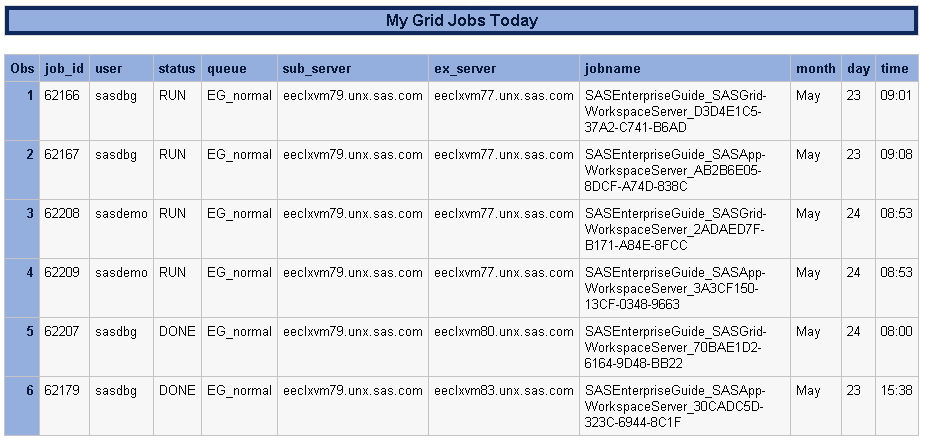 My Grid Jobs Today
Obs job_id user status queue sub_server ex_server jobname month day time
1 62166 sasdbg RUN EG_normal eeclxvm79.unx.sas.com eeclxvm77.unx.sas.com SASEnterpriseGuide_SASGrid- May 23 09:01
WorkspaceServer_D3D4E1C5-
37A2-C741-B6AD
2 62167 sasdbg RUN EG_normal eeclxvm79.unx.sas.com eeclxvm77.unx.sas.com SASEnterpriseGuide_SASApp- May 23 09:08
WorkspaceServer_AB2B6E05-
8DCF-A74D-838C
3 62208 sasdemo RUN EG_normal eeclxvm79.unx.sas.com eeclxvm77.unx.sas.com SASEnterpriseGuide_SASGrid- May 24 08:53
WorkspaceServer_2ADAED7F-
B171-A84E-8FCC
4 62209 sasdemo RUN EG_normal eeclxvm79.unx.sas.com eeclxvm77.unx.sas.com SASEnterpriseGuide_SASApp- May 24 08:53
WorkspaceServer_3A3CF150-
13CF-0348-9663
5 62207 sasdbg DONE EG_normal eeclxvm79.unx.sas.com eeclxvm80.unx.sas.com SASEnterpriseGuide_SASGrid- May 24 08:00
WorkspaceServer_70BAE1D2-
6164-9D48-BB22
6 62179 sasdbg DONE EG_normal eeclxvm79.unx.sas.com eeclxvm83.unx.sas.com SASEnterpriseGuide_SASApp- May 23 15:38
WorkspaceServer_30CADC5D-
323C-6944-8C1F